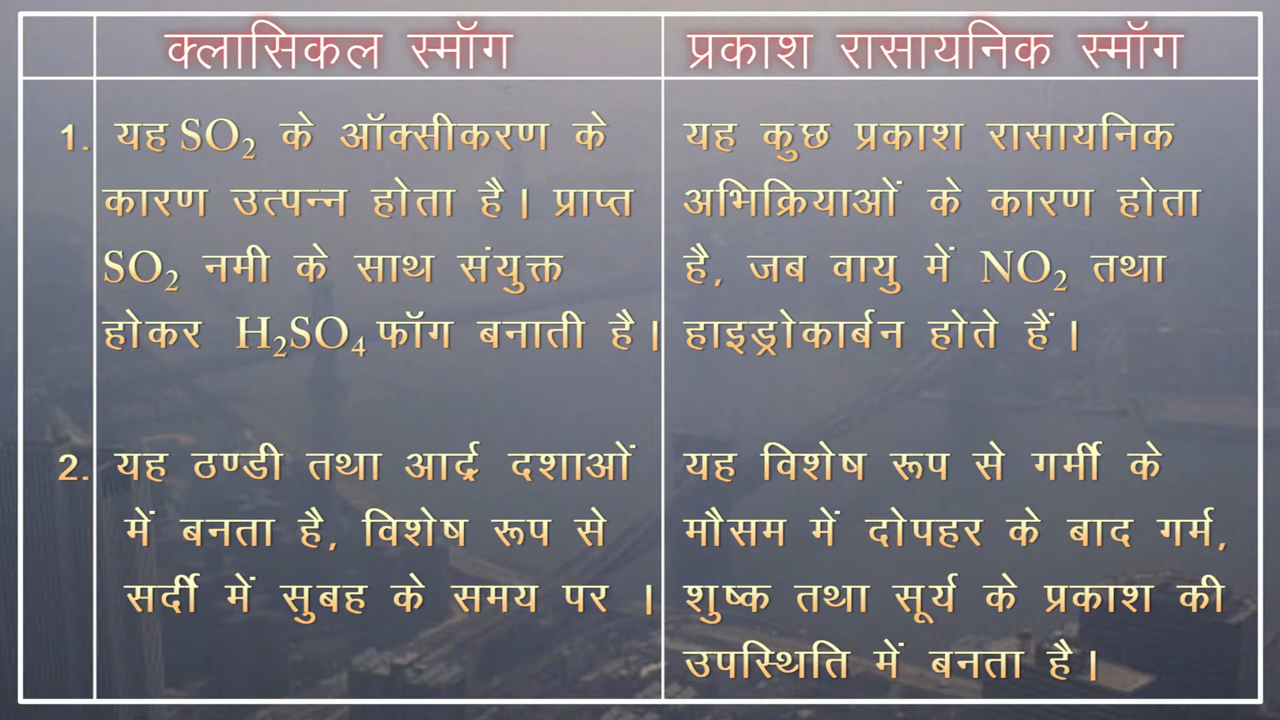 क्लासिकल स्मॉग
प्रकाश रासायनिक स्मॉग
1. यह SO₂ के ऑक्सीकरण के
कारण उत्पन्न होता है। प्राप्त
SO₂ नमी के साथ संयुक्त
होकर H₂SO₄ फॉग बनाती है।
यह कुछ प्रकाश रासायनिक
अभिक्रियाओं के कारण होता
है, जब वायु में NO₂ तथा
हाइड्रोकार्बन होते हैं।
2. यह ठण्डी तथा आर्द्र दशाओं
में बनता है, विशेष रूप से
सर्दी में सुबह के समय पर ।
यह विशेष रूप से गर्मी के
मौसम में दोपहर के बाद गर्म,
शुष्क तथा सूर्य के प्रकाश की
उपस्थिति में बनता है।